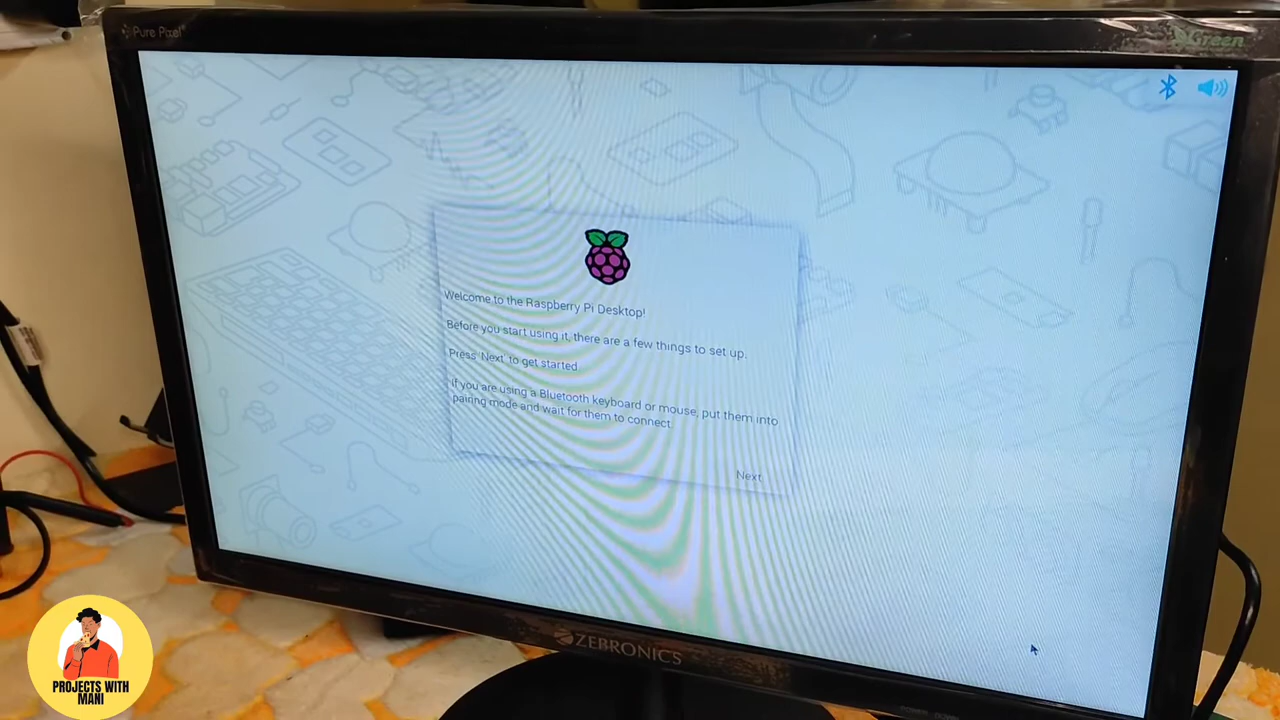 Pure Pixel
Green
Welcome to the Raspberry Pi Desktop!
Before you start using it, there are a few things to set up.
Press 'Next' to get started
If you are using a Bluetooth keyboard or mouse, put them into
pairing mode and wait for them to connect.
Next
ZEBRONICS
PROJECTS WITH
MANI